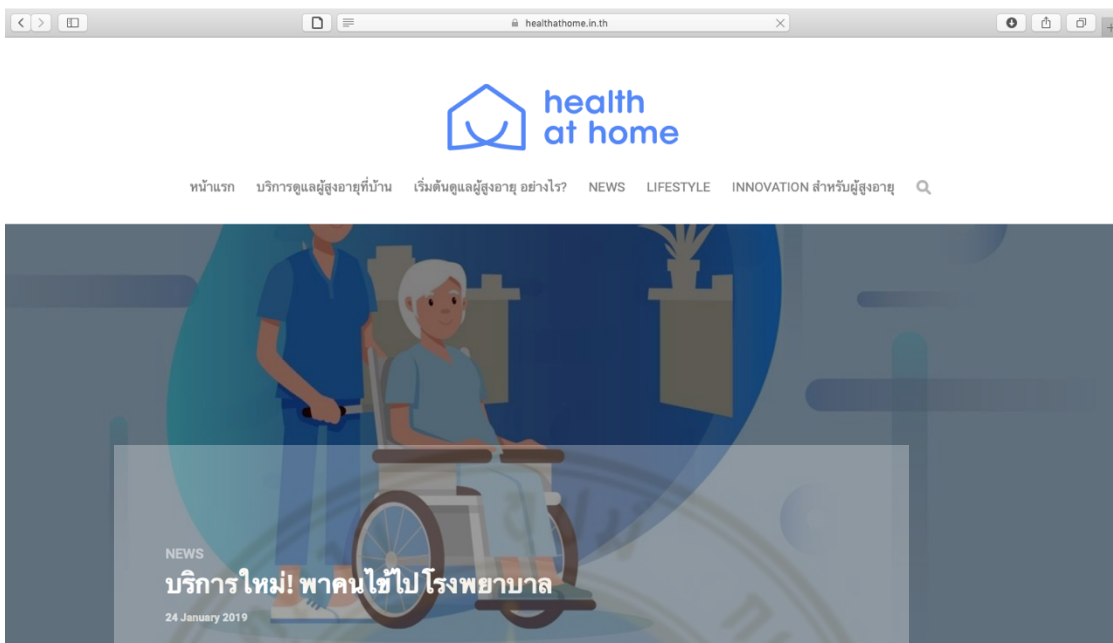 healthathome.in.th
health
at home
หน้าแรก บริการดูแลผู้สูงอายุที่บ้าน เริ่มต้นดูแลผู้สูงอายุ อย่างไร? NEWS LIFESTYLE INNOVATION สำหรับผู้สูงอายุ
NEWS
บริการใหม่! พาคนไข้ไปโรงพยาบาล
24 January 2019